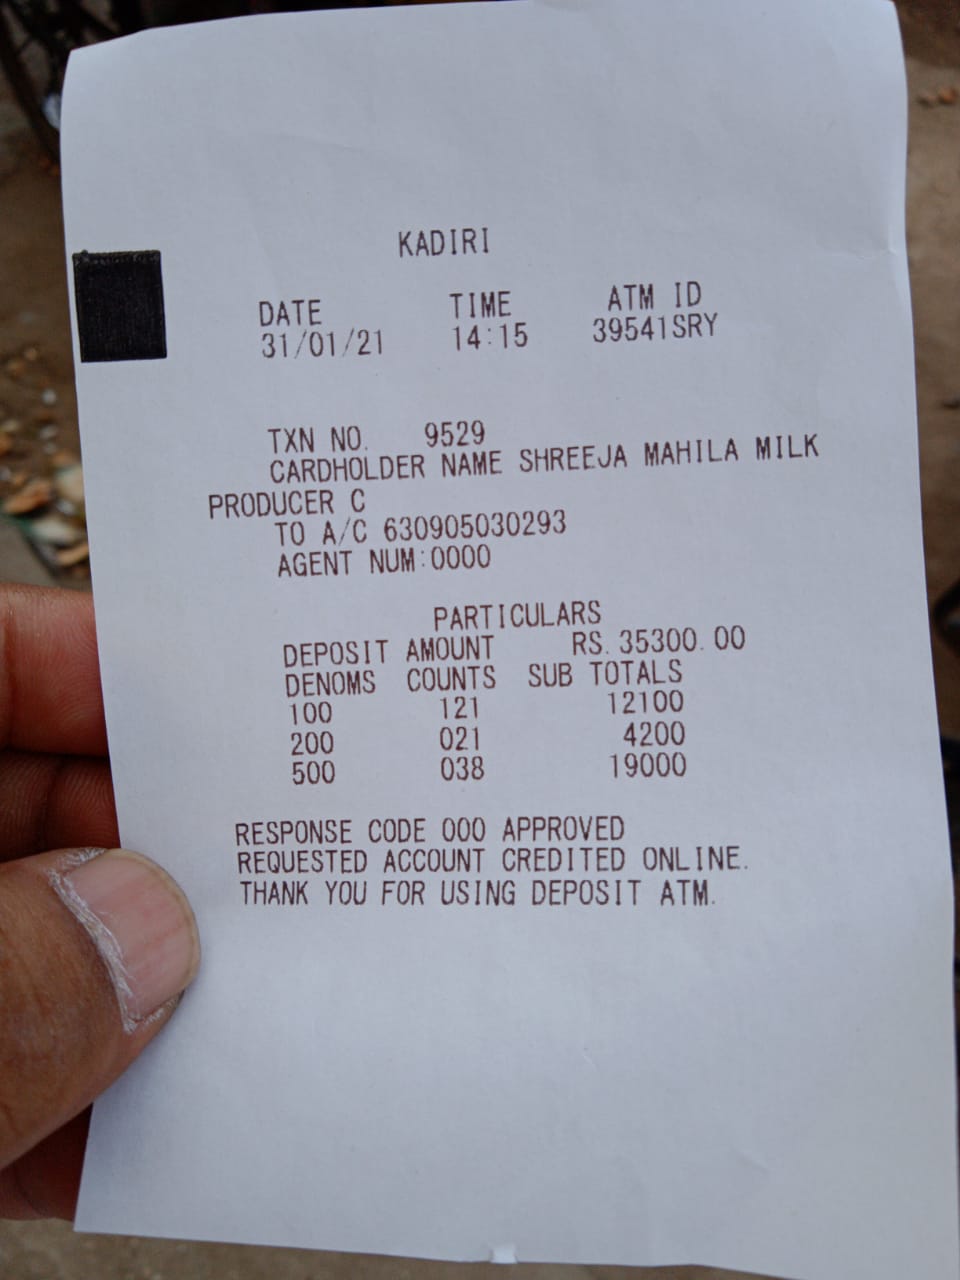 KADIRI
DATE TIME ATM ID
31/01/21 14:15 39541SRY
TXN NO. 9529
CARDHOLDER NAME SHREEJA MAHILA MILK
PRODUCER C
TO A/C 630905030293
AGENT NUM:0000
PARTICULARS
DEPOSIT AMOUNT RS. 35300.00
DENOMS COUNTS SUB TOTALS
100 121 12100
200 021 4200
500 038 19000
RESPONSE CODE 000 APPROVED
REQUESTED ACCOUNT CREDITED ONLINE.
THANK YOU FOR USING DEPOSIT ATM.